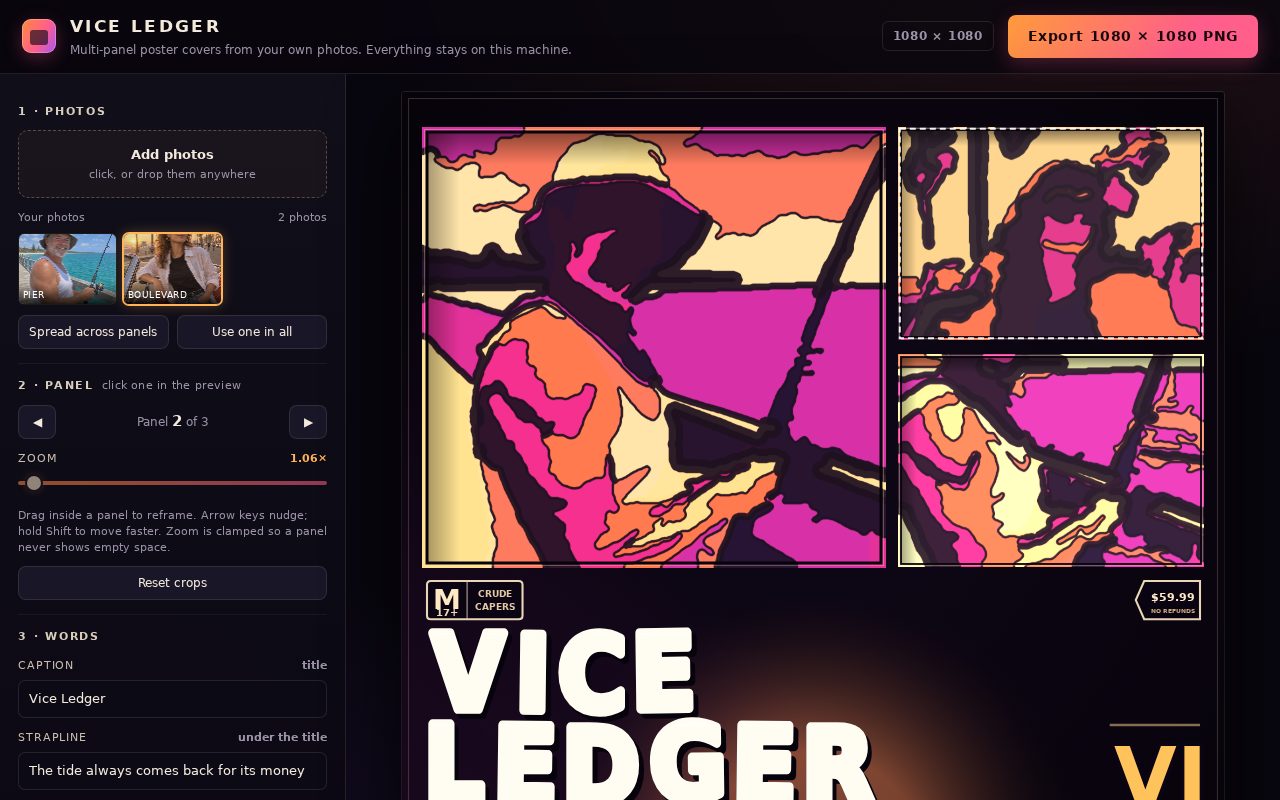 VICE LEDGER
Multi-panel poster covers from your own photos. Everything stays on this machine.
1080 × 1080
Export 1080 × 1080 PNG
1 · PHOTOS
Add photos
click, or drop them anywhere
Your photos
2 photos
PIER
BOULEVARD
Spread across panels
Use one in all
2 · PANEL click one in the preview
◀
Panel 2 of 3
▶
ZOOM
1.06×
Drag inside a panel to reframe. Arrow keys nudge;
hold Shift to move faster. Zoom is clamped so a panel
never shows empty space.
Reset crops
3 · WORDS
CAPTION
title
Vice Ledger
STRAPLINE
under the title
The tide always comes back for its money
M
17+
CRUDE
CAPERS
$59.99
NO REFUNDS
VICE
LEDGER
VI